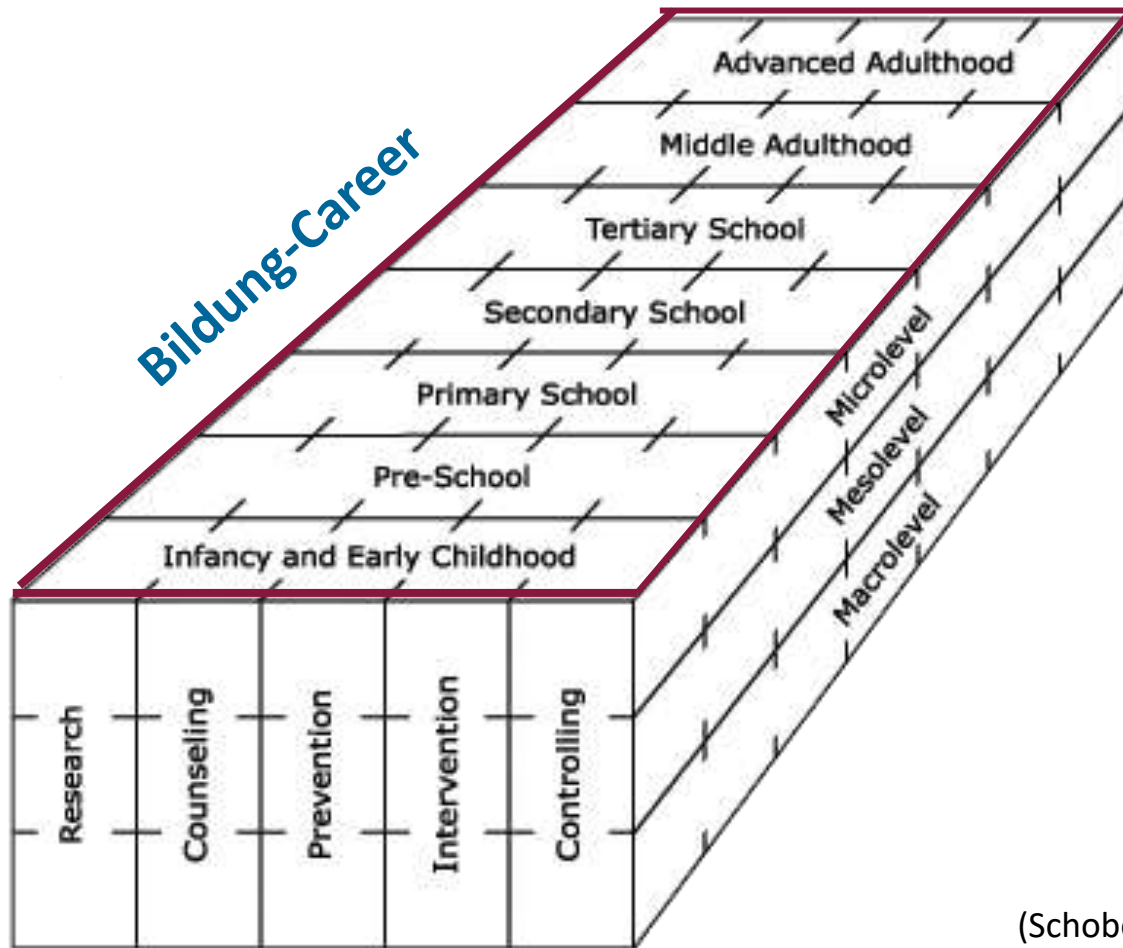 Bildung-Career
Advanced Adulthood
Middle Adulthood
Tertiary School
Secondary School
Primary School
Pre-School
Infancy and Early Childhood
Microlevel
Mesolevel
Macrolevel
Research
Counseling
Prevention
Intervention
Controlling